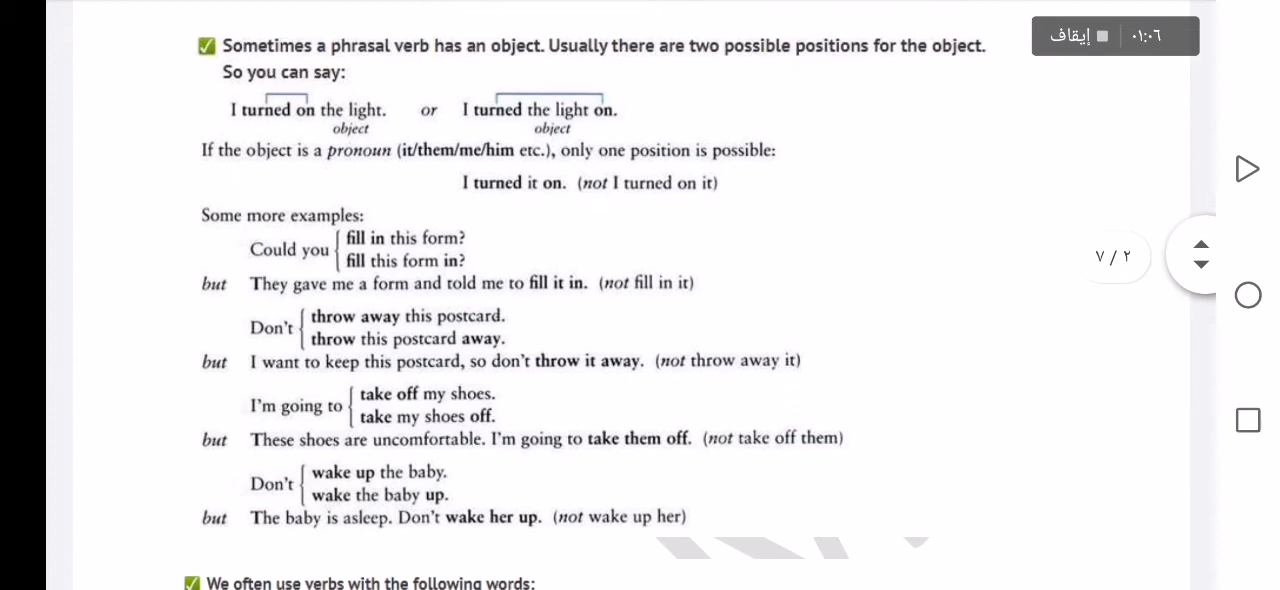 ✅ Sometimes a phrasal verb has an object. Usually there are two possible positions for the object.
So you can say:
I turned on the light. or I turned the light on.
object object
If the object is a pronoun (it/them/me/him etc.), only one position is possible:
I turned it on. (not I turned on it)
Some more examples:
Could you { fill in this form?
fill this form in?
but They gave me a form and told me to fill it in. (not fill in it)
Don't { throw away this postcard.
throw this postcard away.
but I want to keep this postcard, so don't throw it away. (not throw away it)
I'm going to { take off my shoes.
take my shoes off.
but These shoes are uncomfortable. I'm going to take them off. (not take off them)
Don't { wake up the baby.
wake the baby up.
but The baby is asleep. Don't wake her up. (not wake up her)
✅ We often use verbs with the following words:
إيقاف ٠١:٠٦
٧ / ٢